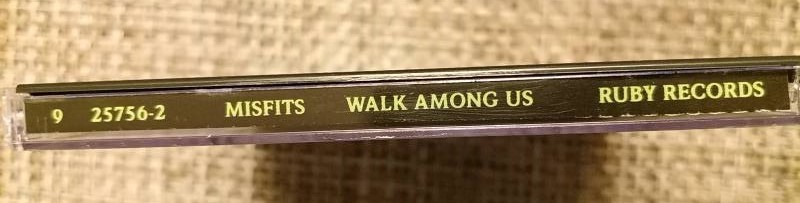 9 25756-2 MISFITS WALK AMONG US RUBY RECORDS